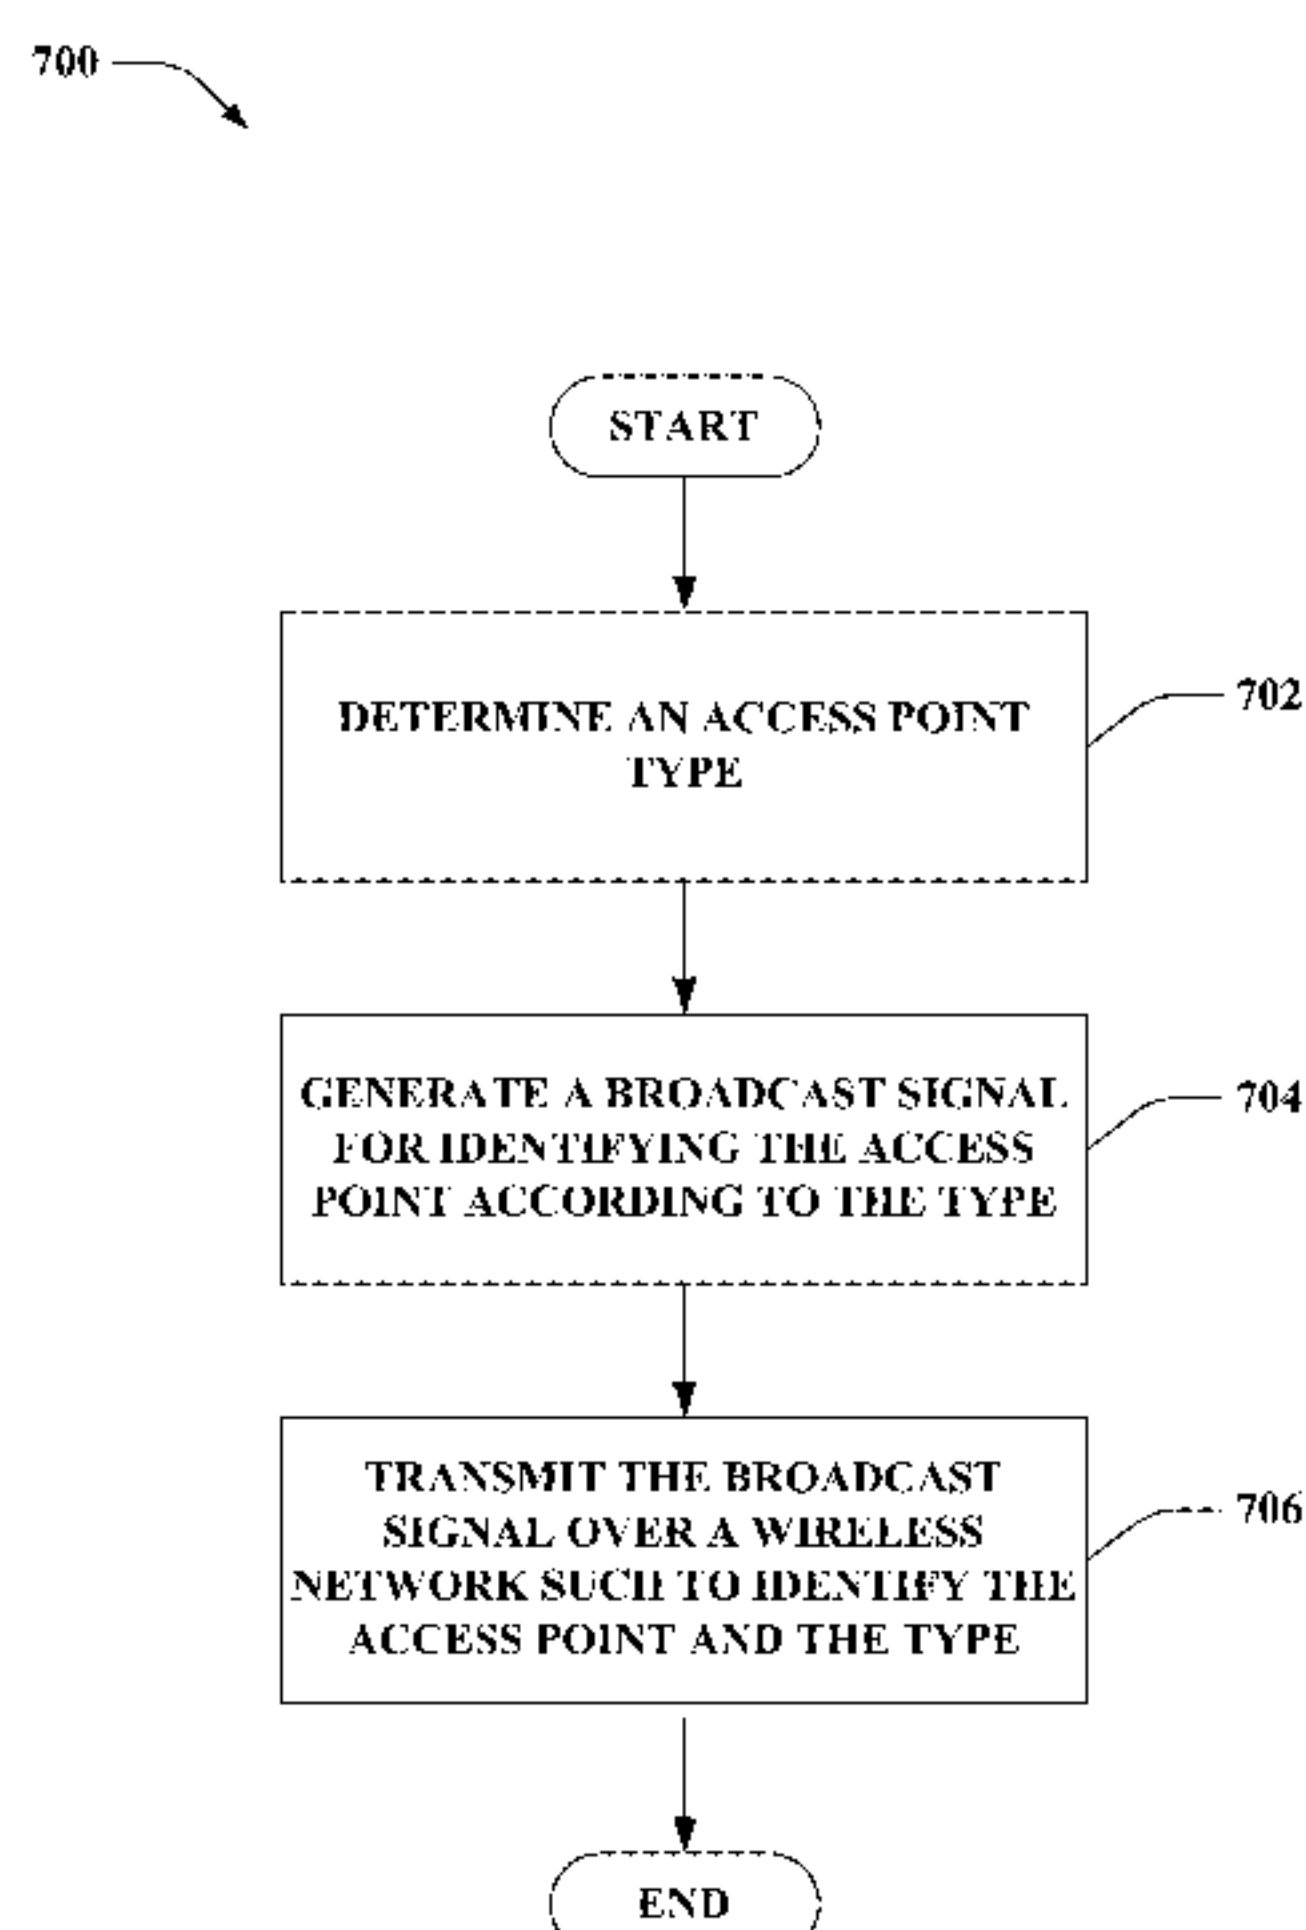 700
START
DETERMINE AN ACCESS POINT
TYPE
702
GENERATE A BROADCAST SIGNAL
FOR IDENTIFYING THE ACCESS
POINT ACCORDING TO THE TYPE
704
TRANSMIT THE BROADCAST
SIGNAL OVER A WIRELESS
NETWORK SUCH TO IDENTIFY THE
ACCESS POINT AND THE TYPE
706
END